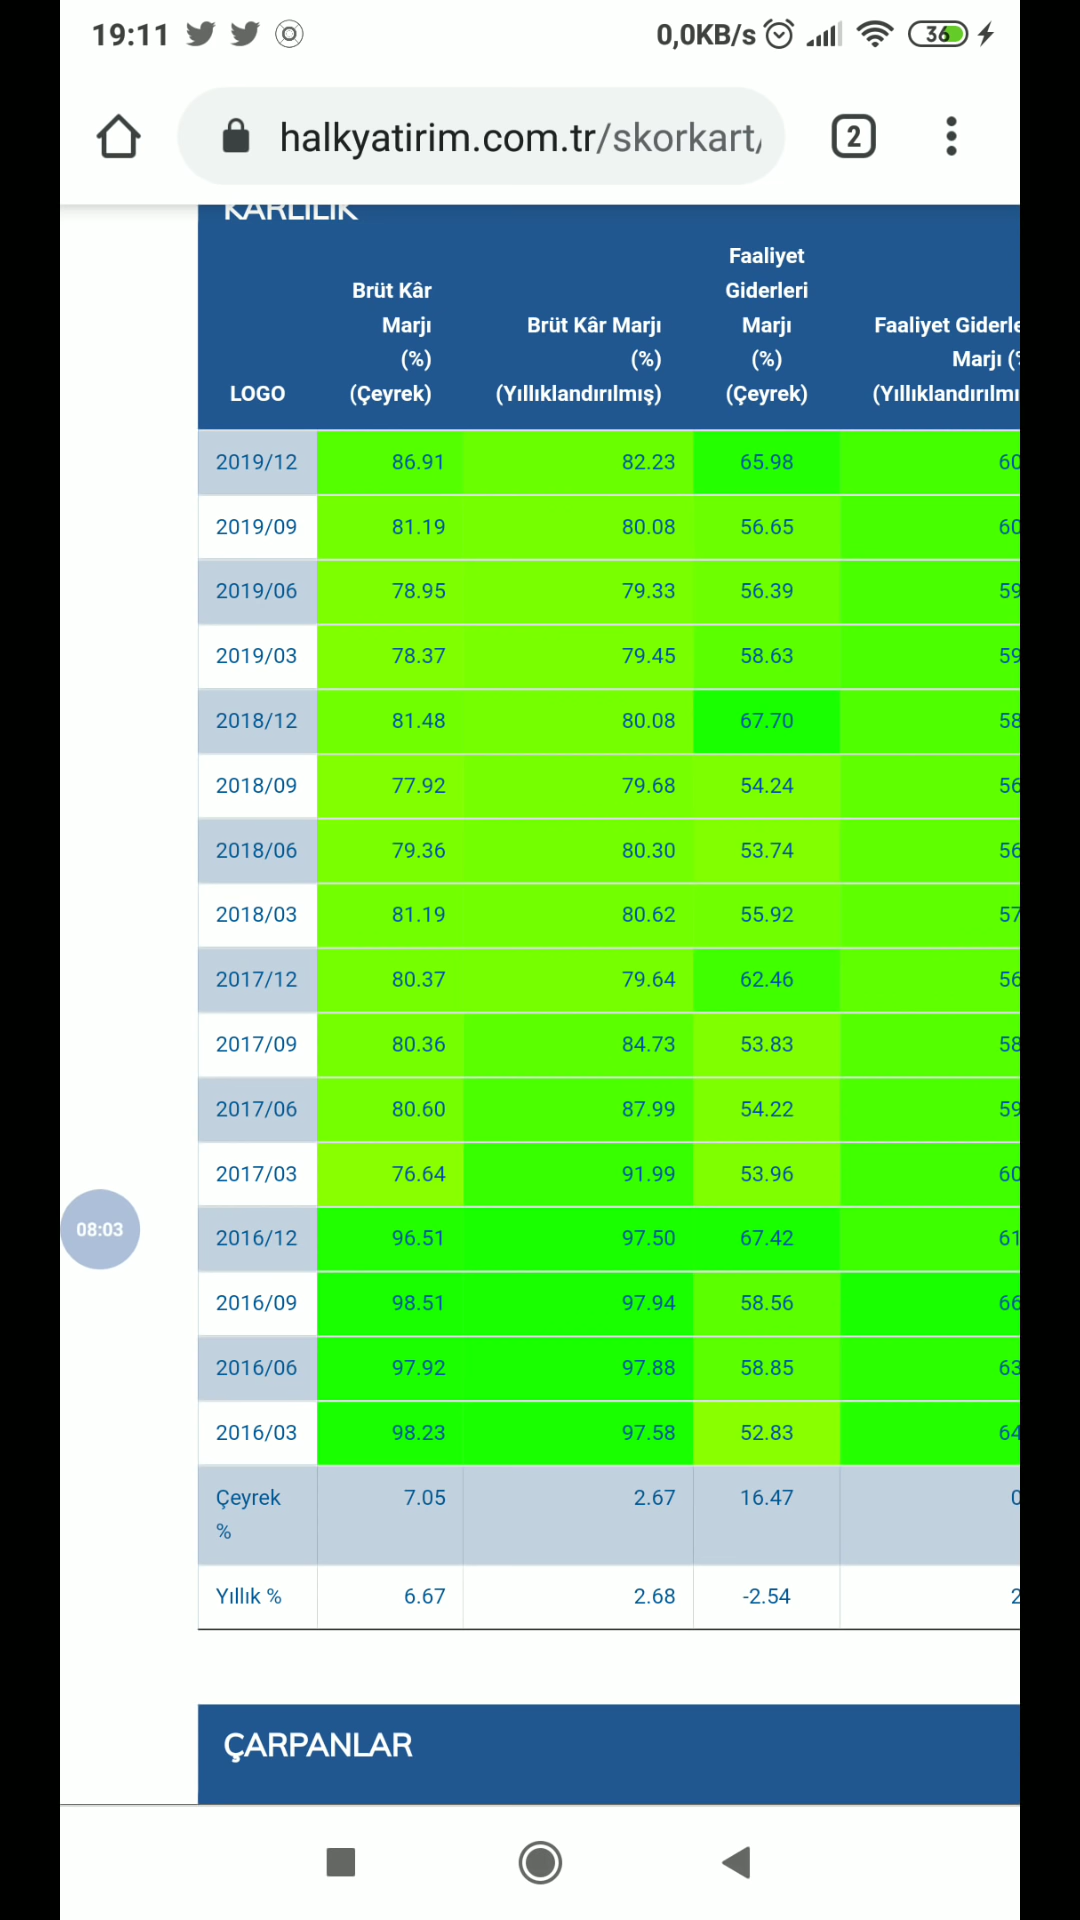 19:11 0,0KB/s 36
halkyatirim.com.tr/skorkart/ 2
KARLILIK
LOGO Brüt Kâr Marjı (%) (Çeyrek) Brüt Kâr Marjı (%) (Yıllıklandırılmış) Faaliyet Giderleri Marjı (%) (Çeyrek) Faaliyet Giderle Marjı (% (Yıllıklandırılmı
2019/12 86.91 82.23 65.98 60
2019/09 81.19 80.08 56.65 60
2019/06 78.95 79.33 56.39 59
2019/03 78.37 79.45 58.63 59
2018/12 81.48 80.08 67.70 58
2018/09 77.92 79.68 54.24 56
2018/06 79.36 80.30 53.74 56
2018/03 81.19 80.62 55.92 57
2017/12 80.37 79.64 62.46 56
2017/09 80.36 84.73 53.83 58
2017/06 80.60 87.99 54.22 59
2017/03 76.64 91.99 53.96 60
08:03
2016/12 96.51 97.50 67.42 61
2016/09 98.51 97.94 58.56 66
2016/06 97.92 97.88 58.85 63
2016/03 98.23 97.58 52.83 64
Çeyrek % 7.05 2.67 16.47 0
Yıllık % 6.67 2.68 -2.54 2
ÇARPANLAR